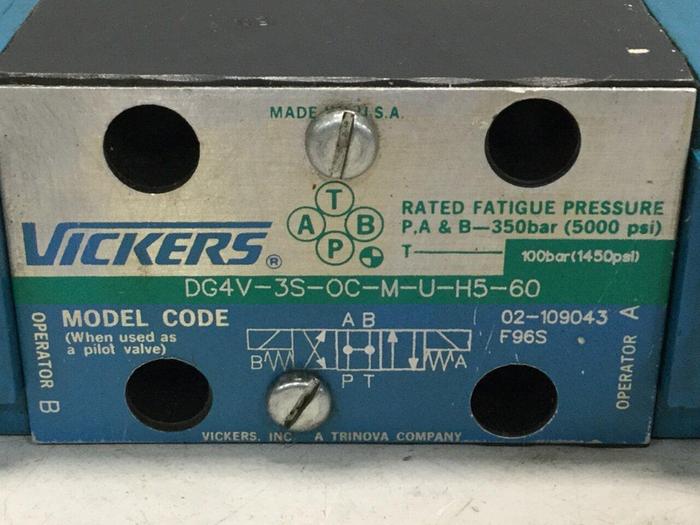 MADE IN U.S.A.
T
A B
P
VICKERS®
RATED FATIGUE PRESSURE
P,A & B—350bar (5000 psi)
T 100bar(1450psi)
DG4V-3S-OC-M-U-H5-60
MODEL CODE
(When used as
a pilot valve)
A B
B A
P T
02-109043
F96S
OPERATOR B
OPERATOR A
VICKERS, INC A TRINOVA COMPANY